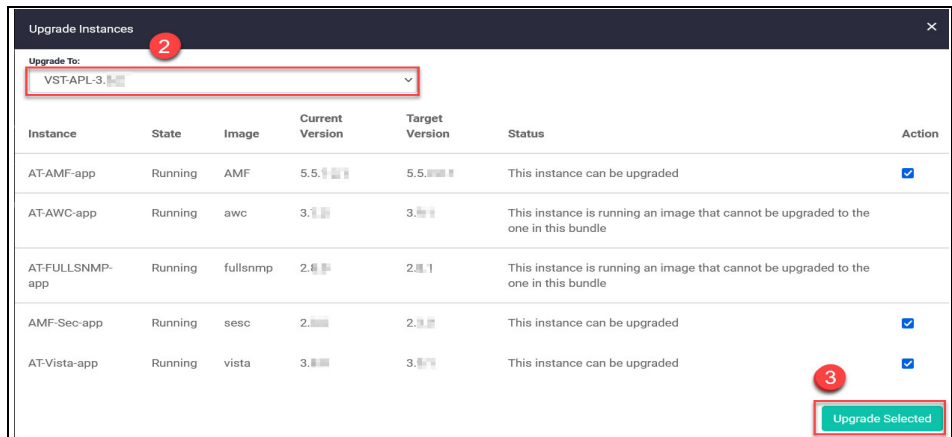 Upgrade Instances
×
2
Upgrade To:
VST-APL-3.
Instance State Image Current Version Target Version Status Action
AT-AMF-app Running AMF 5.5. 5.5. This instance can be upgraded
AT-AWC-app Running awc 3. 3. This instance is running an image that cannot be upgraded to the
one in this bundle
AT-FULLSNMP-
app Running fullsnmp 2.8. 2. 1 This instance is running an image that cannot be upgraded to the
one in this bundle
AMF-Sec-app Running sesc 2. 2. This instance can be upgraded
AT-Vista-app Running vista 3. 3. This instance can be upgraded
3
Upgrade Selected